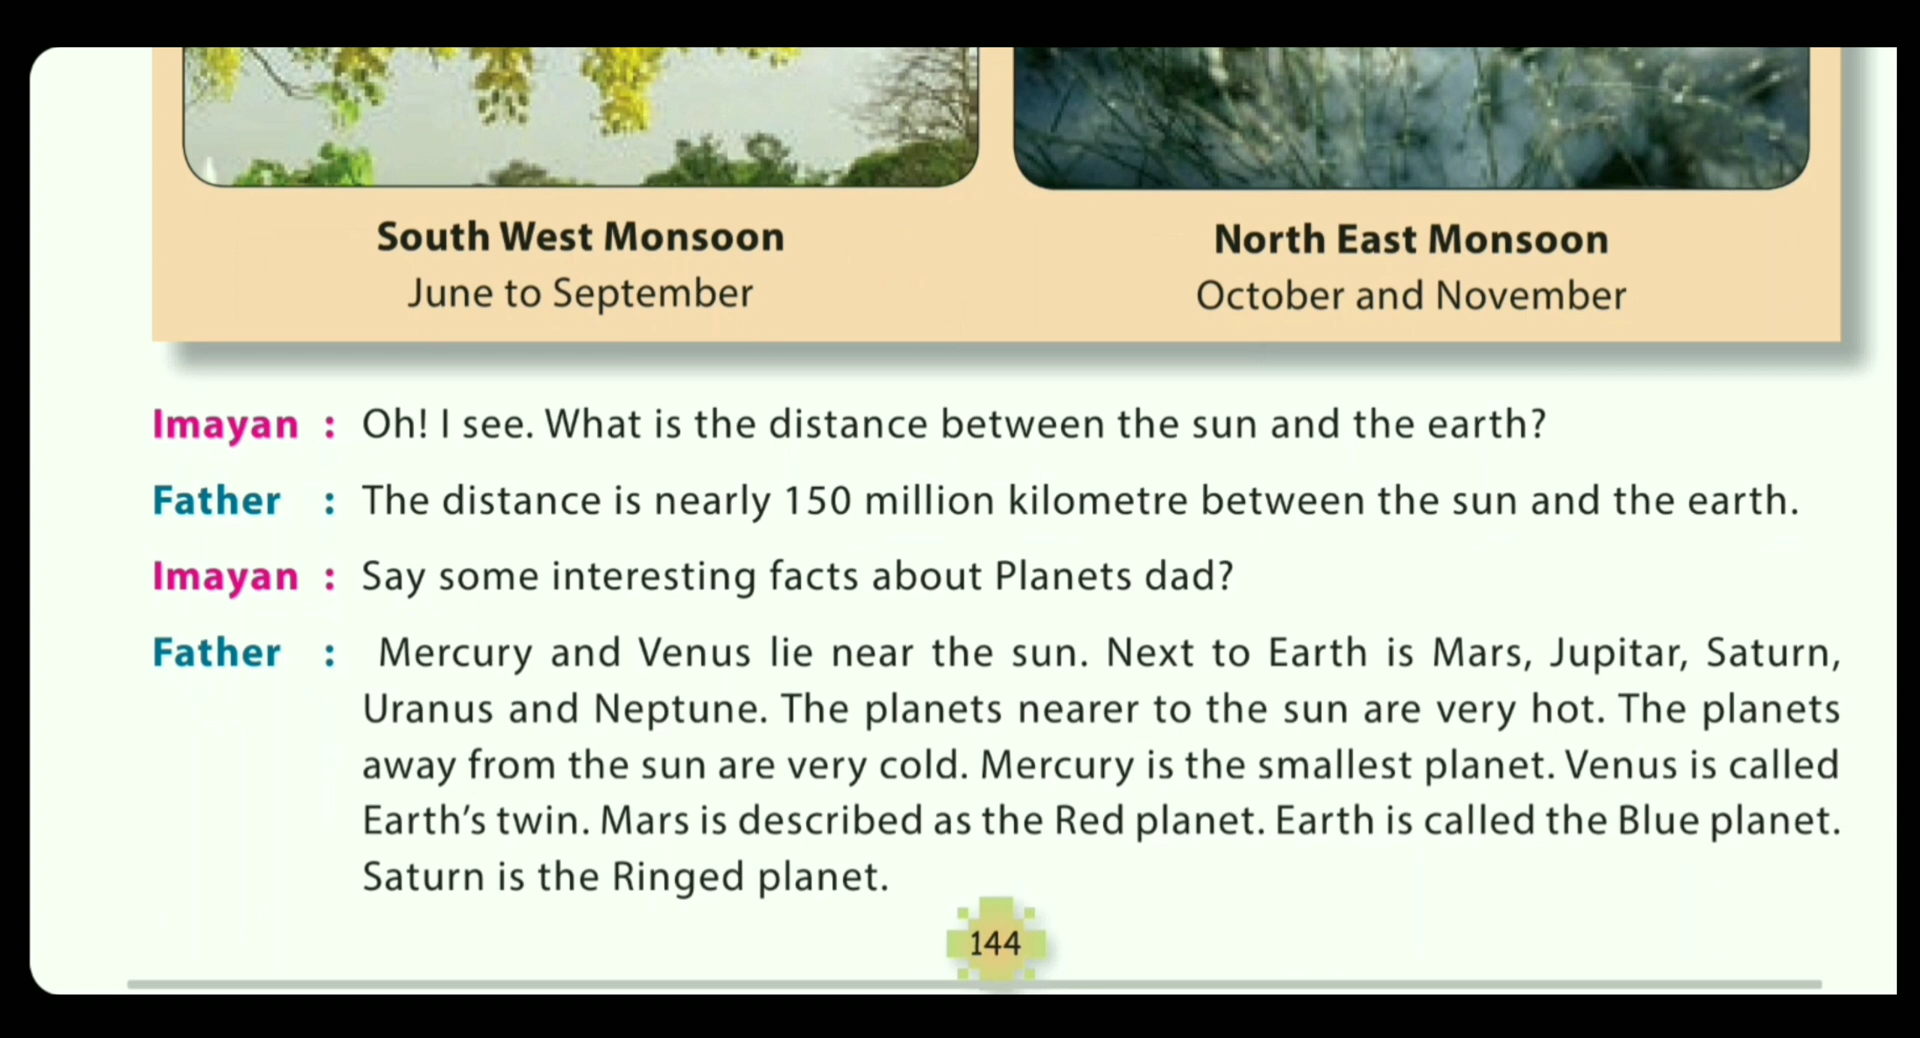 South West Monsoon
June to September
North East Monsoon
October and November
Imayan : Oh! I see. What is the distance between the sun and the earth?
Father : The distance is nearly 150 million kilometre between the sun and the earth.
Imayan : Say some interesting facts about Planets dad?
Father : Mercury and Venus lie near the sun. Next to Earth is Mars, Jupitar, Saturn,
Uranus and Neptune. The planets nearer to the sun are very hot. The planets
away from the sun are very cold. Mercury is the smallest planet. Venus is called
Earth's twin. Mars is described as the Red planet. Earth is called the Blue planet.
Saturn is the Ringed planet.
144